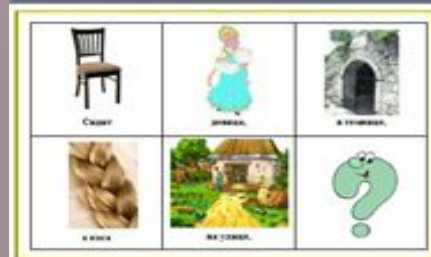 Сидит
девица,
в темнице,
а коса
на улице.